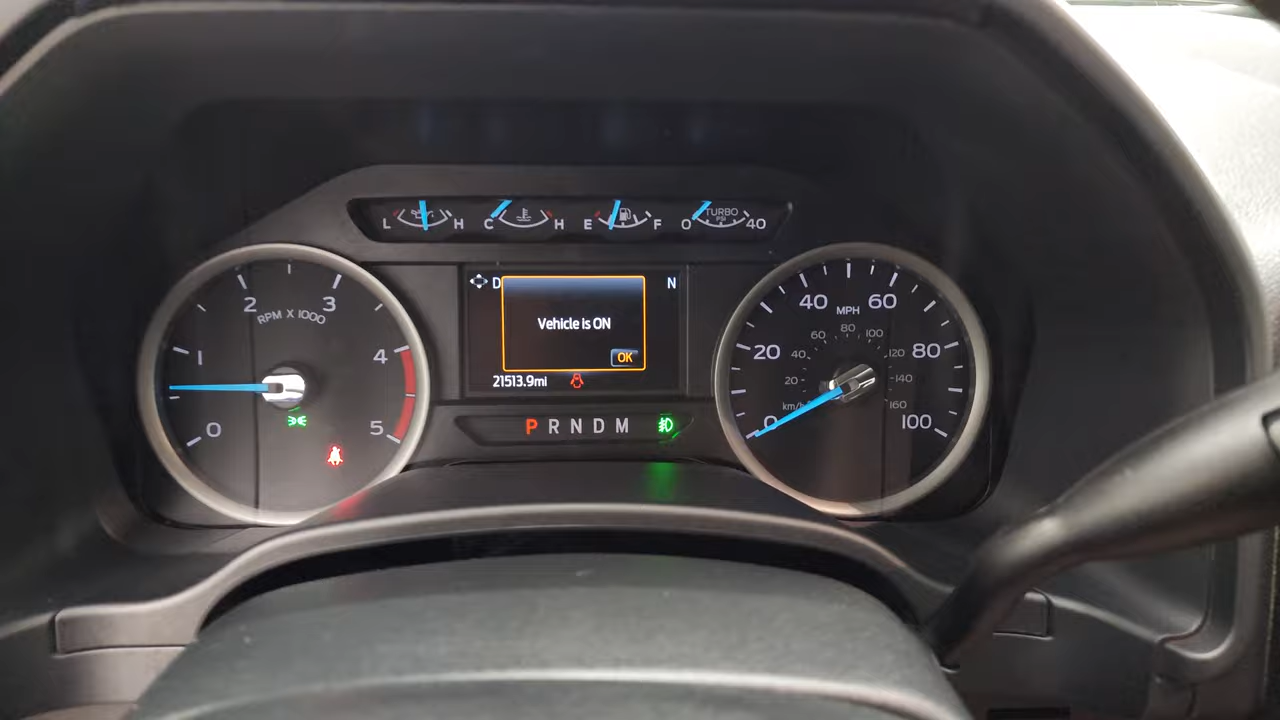 L H C H E F 0 TURBO PSI 40
0 1 2 3 4 5
RPM X 1000
D N
Vehicle is ON
OK
21513.9mi
P R N D M
0 20 40 60 80 100
MPH
20 40 60 80 100 120 140 160
km/h